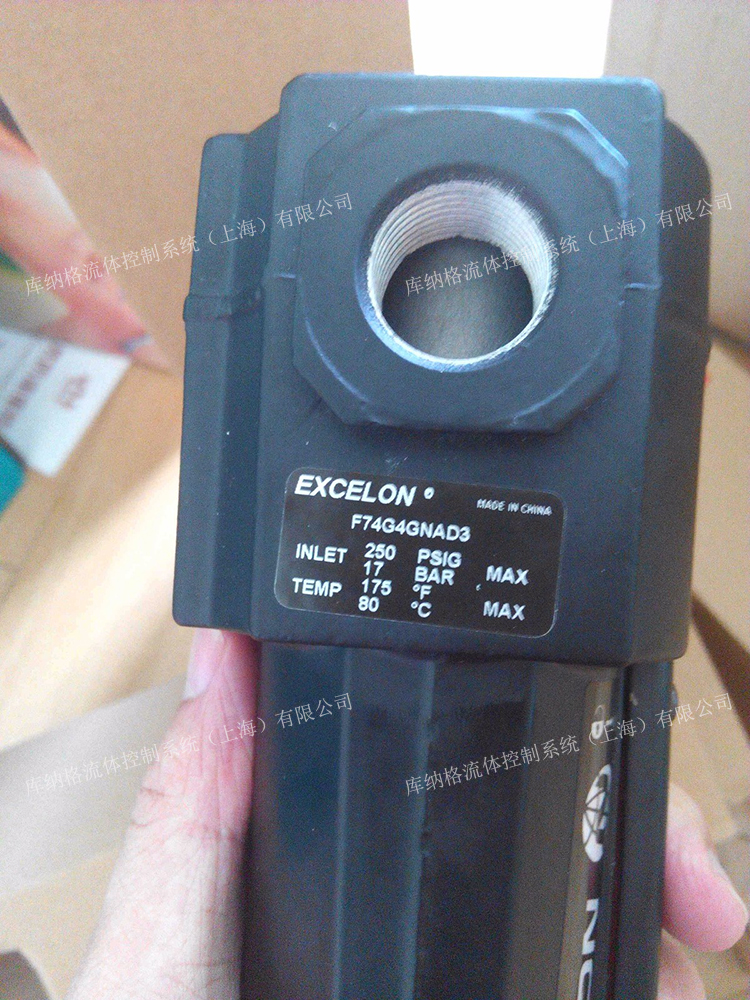 库纳格流体控制系统（上海）有限公司
库纳格流体控制系统（上海）有限公司
EXCELON
MADE IN CHINA
F74G4GNAD3
INLET 250 PSIG
17 BAR MAX
TEMP 175 °F
80 °C MAX
库纳格流体控制系统（上海）有限公司
库纳格流体控制系统（上海）有限公司